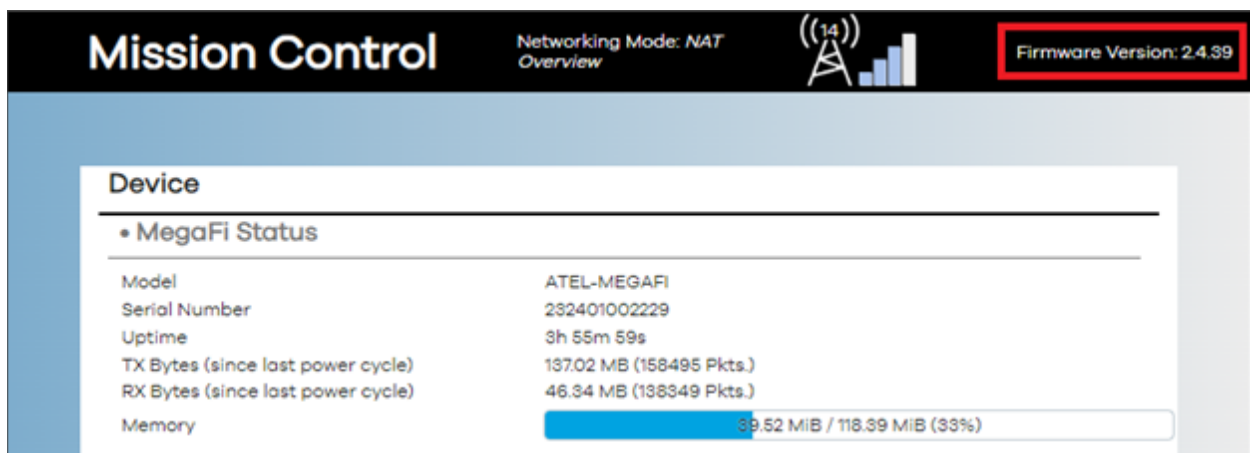 Mission Control
Networking Mode: NAT
Overview
((14))
Firmware Version: 2.4.39
Device
• MegaFi Status
Model ATEL-MEGAFI
Serial Number 232401002229
Uptime 3h 55m 59s
TX Bytes (since last power cycle) 137.02 MB (158495 Pkts.)
RX Bytes (since last power cycle) 46.34 MB (138349 Pkts.)
Memory 39.52 MiB / 118.39 MiB (33%)